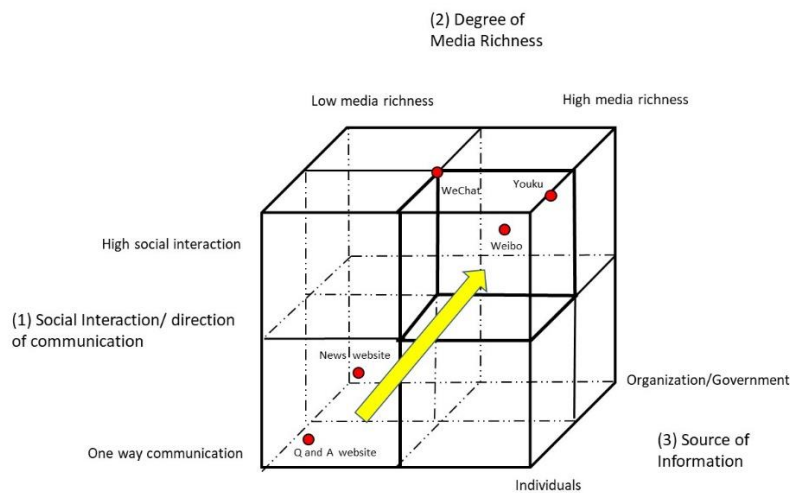 (2) Degree of
Media Richness
Low media richness
High media richness
WeChat
Youku
High social interaction
Weibo
(1) Social Interaction/ direction
of communication
News website
Organization/Government
One way communication
Q and A website
(3) Source of
Information
Individuals